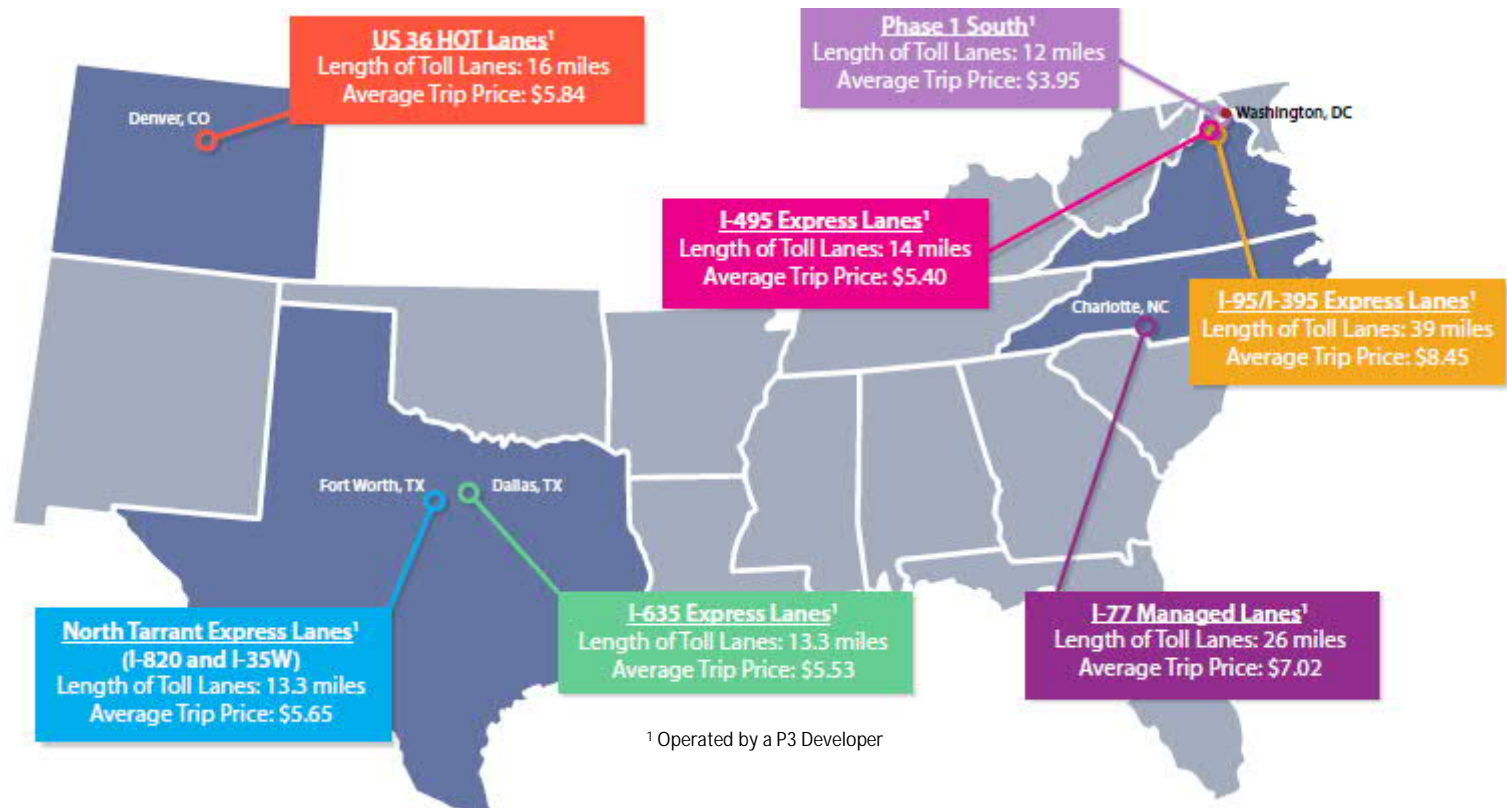 US 36 HOT Lanes¹
Length of Toll Lanes: 16 miles
Average Trip Price: $5.84
Phase 1 South¹
Length of Toll Lanes: 12 miles
Average Trip Price: $3.95
Denver, CO
Washington, DC
I-495 Express Lanes¹
Length of Toll Lanes: 14 miles
Average Trip Price: $5.40
I-95/I-395 Express Lanes¹
Length of Toll Lanes: 39 miles
Average Trip Price: $8.45
Charlotte, NC
Fort Worth, TX
Dallas, TX
North Tarrant Express Lanes¹
(I-820 and I-35W)
Length of Toll Lanes: 13.3 miles
Average Trip Price: $5.65
I-635 Express Lanes¹
Length of Toll Lanes: 13.3 miles
Average Trip Price: $5.53
I-77 Managed Lanes¹
Length of Toll Lanes: 26 miles
Average Trip Price: $7.02
¹ Operated by a P3 Developer